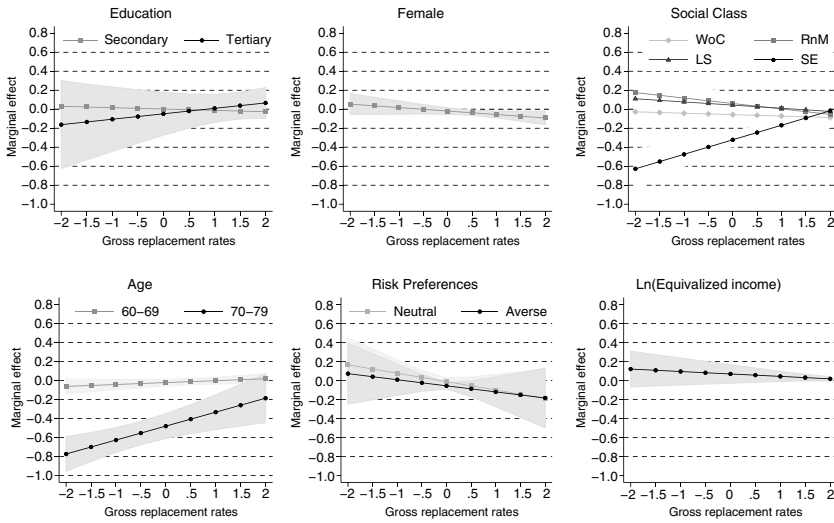 Education
Secondary Tertiary
Marginal effect
0.8
0.6
0.4
0.2
0.0
−0.2
−0.4
−0.6
−0.8
−1.0
−2 −1.5 −1 −.5 0 .5 1 1.5 2
Gross replacement rates
Female
Marginal effect
0.8
0.6
0.4
0.2
0.0
−0.2
−0.4
−0.6
−0.8
−1.0
−2 −1.5 −1 −.5 0 .5 1 1.5 2
Gross replacement rates
Social Class
WoC RnM
LS SE
Marginal effect
0.8
0.6
0.4
0.2
0.0
−0.2
−0.4
−0.6
−0.8
−1.0
−2 −1.5 −1 −.5 0 .5 1 1.5 2
Gross replacement rates
Age
60−69 70−79
Marginal effect
0.8
0.6
0.4
0.2
0.0
−0.2
−0.4
−0.6
−0.8
−1.0
−2 −1.5 −1 −.5 0 .5 1 1.5 2
Gross replacement rates
Risk Preferences
Neutral Averse
Marginal effect
0.8
0.6
0.4
0.2
0.0
−0.2
−0.4
−0.6
−0.8
−1.0
−2 −1.5 −1 −.5 0 .5 1 1.5 2
Gross replacement rates
Ln(Equivalized income)
Marginal effect
0.8
0.6
0.4
0.2
0.0
−0.2
−0.4
−0.6
−0.8
−1.0
−2 −1.5 −1 −.5 0 .5 1 1.5 2
Gross replacement rates